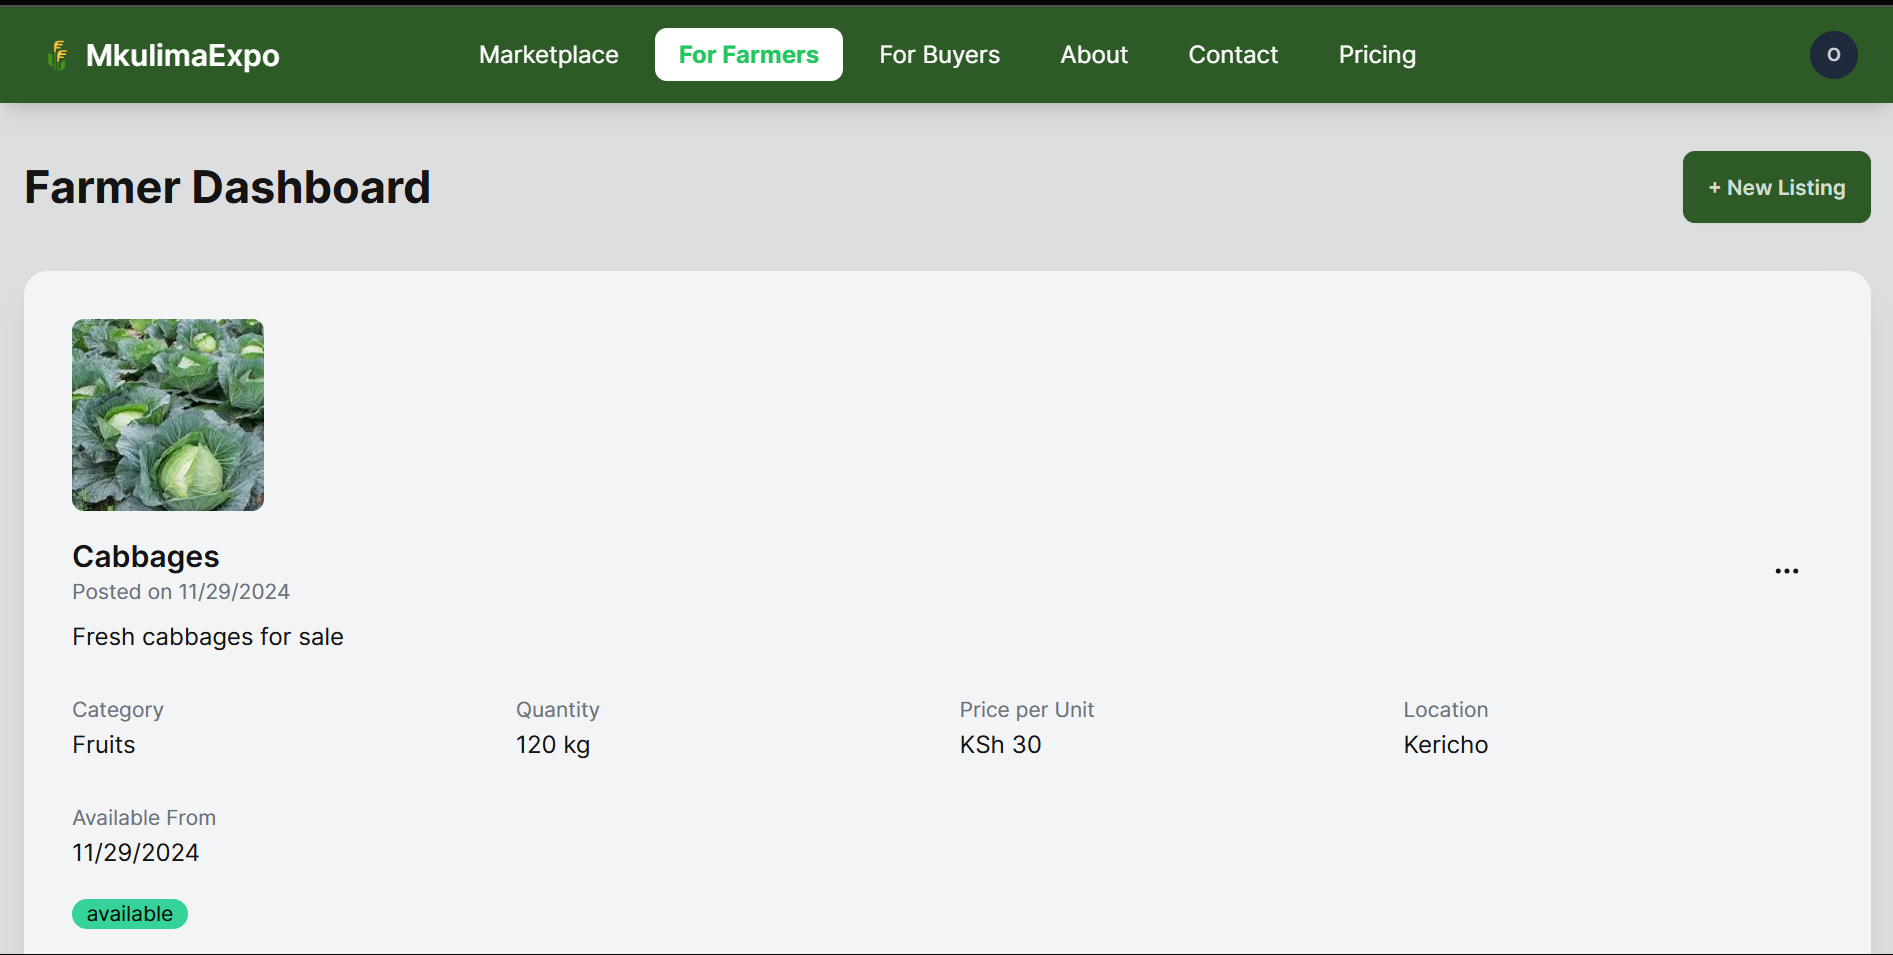 MkulimaExpo
Marketplace
For Farmers
For Buyers
About
Contact
Pricing
O
Farmer Dashboard
+ New Listing
Cabbages
Posted on 11/29/2024
Fresh cabbages for sale
Category
Fruits
Quantity
120 kg
Price per Unit
KSh 30
Location
Kericho
Available From
11/29/2024
available